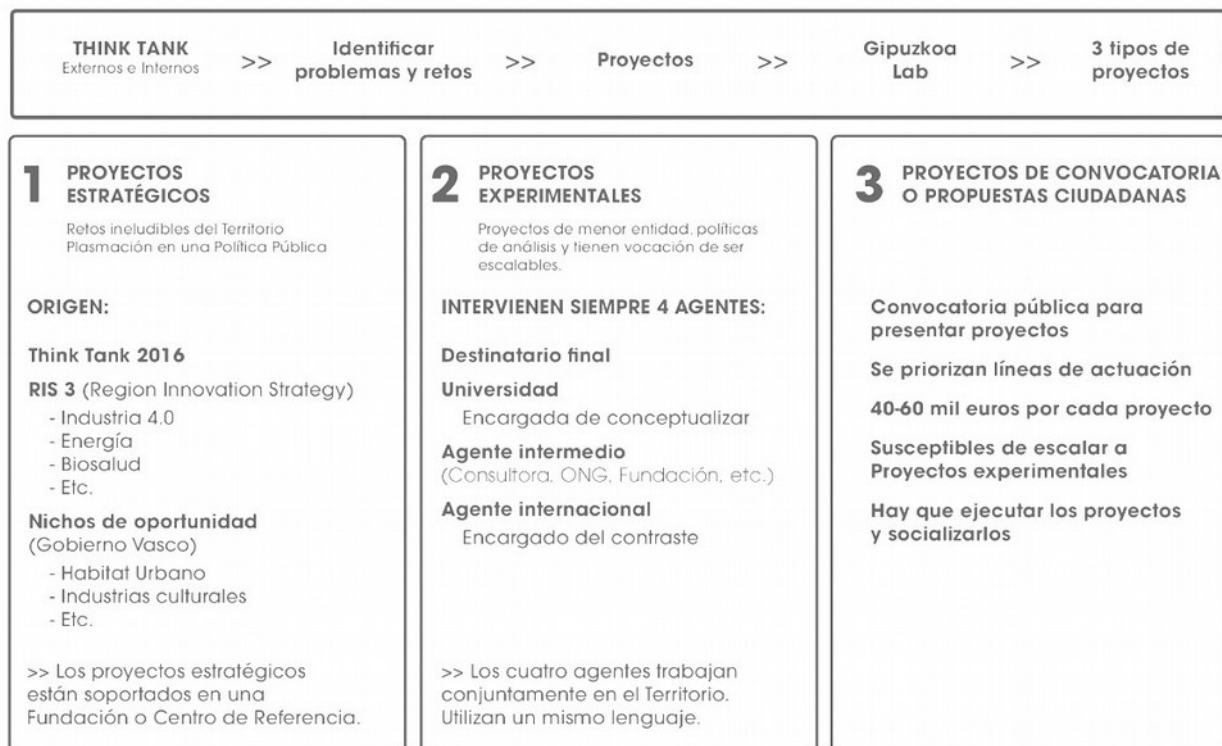 THINK TANK
Externos e Internos
>>
Identificar
problemas y retos
>>
Proyectos
>>
Gipuzkoa
Lab
>>
3 tipos de
proyectos
1 PROYECTOS
ESTRATÉGICOS
Retos ineludibles del Territorio
Plasmación en una Política Pública
ORIGEN:
Think Tank 2016
RIS 3 (Region Innovation Strategy)
- Industria 4.0
- Energía
- Biosalud
- Etc.
Nichos de oportunidad
(Gobierno Vasco)
- Habitat Urbano
- Industrias culturales
- Etc.
>> Los proyectos estratégicos
están soportados en una
Fundación o Centro de Referencia.
2 PROYECTOS
EXPERIMENTALES
Proyectos de menor entidad, políticas
de análisis y tienen vocación de ser
escalables.
INTERVIENEN SIEMPRE 4 AGENTES:
Destinatario final
Universidad
Encargada de conceptualizar
Agente intermedio
(Consultora, ONG, Fundación, etc.)
Agente internacional
Encargado del contraste
>> Los cuatro agentes trabajan
conjuntamente en el Territorio.
Utilizan un mismo lenguaje.
3 PROYECTOS DE CONVOCATORIA
O PROPUESTAS CIUDADANAS
Convocatoria pública para
presentar proyectos
Se priorizan líneas de actuación
40-60 mil euros por cada proyecto
Susceptibles de escalar a
Proyectos experimentales
Hay que ejecutar los proyectos
y socializarlos